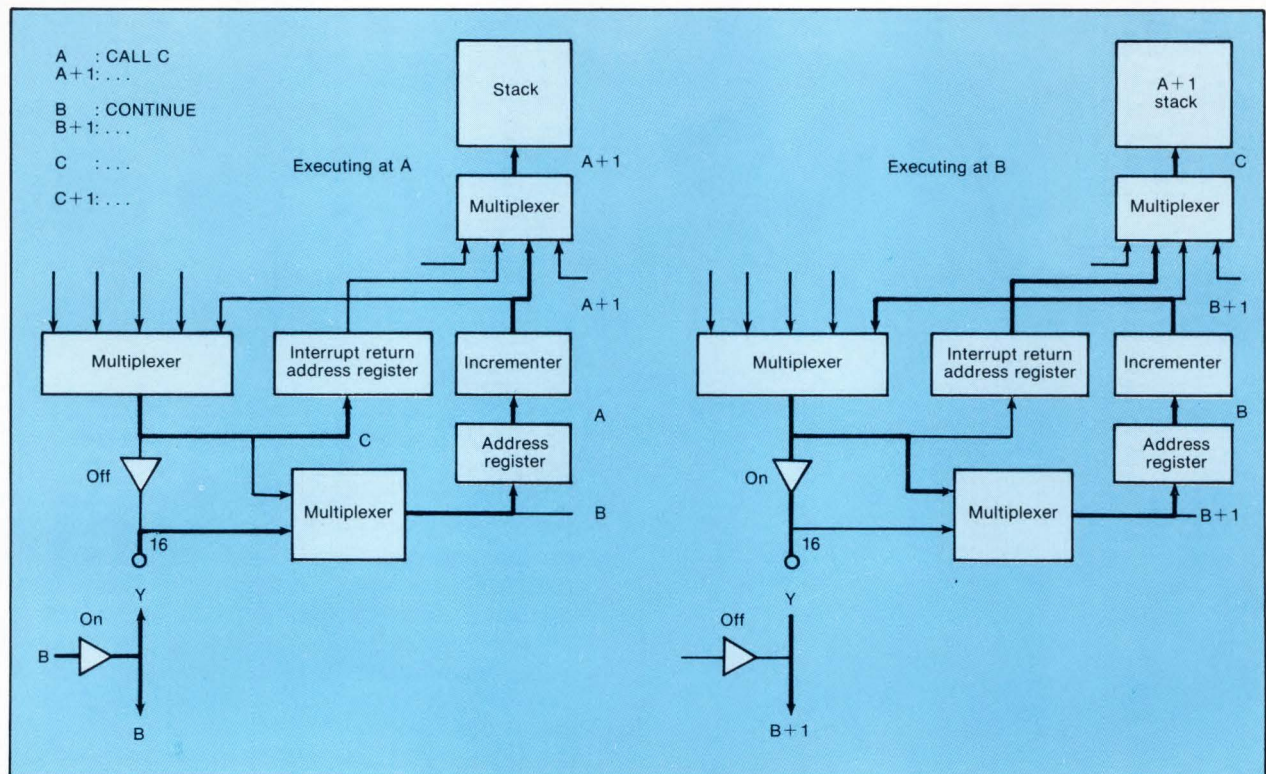 A : CALL C
A+1: . . .
B : CONTINUE
B+1: . . .
C : . . .
C+1: . . .
Executing at A
Stack
A+1
Multiplexer
A+1
Multiplexer
Interrupt return
address register
Incrementer
A
C
Address
register
Off
Multiplexer
B
16
Y
On
B
B
Executing at B
A+1
stack
C
Multiplexer
B+1
Multiplexer
Interrupt return
address register
Incrementer
B
Address
register
On
Multiplexer
B+1
16
Y
Off
B+1